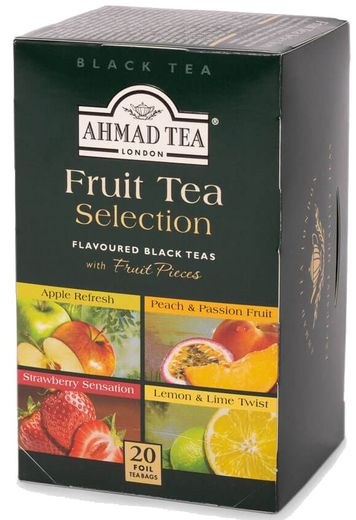 BLACK TEA
AHMAD TEA®
LONDON
Fruit Tea
Selection
FLAVOURED BLACK TEAS
with Fruit Pieces
Apple Refresh
Peach & Passion Fruit
Strawberry Sensation
Lemon & Lime Twist
20
FOIL
TEA BAGS